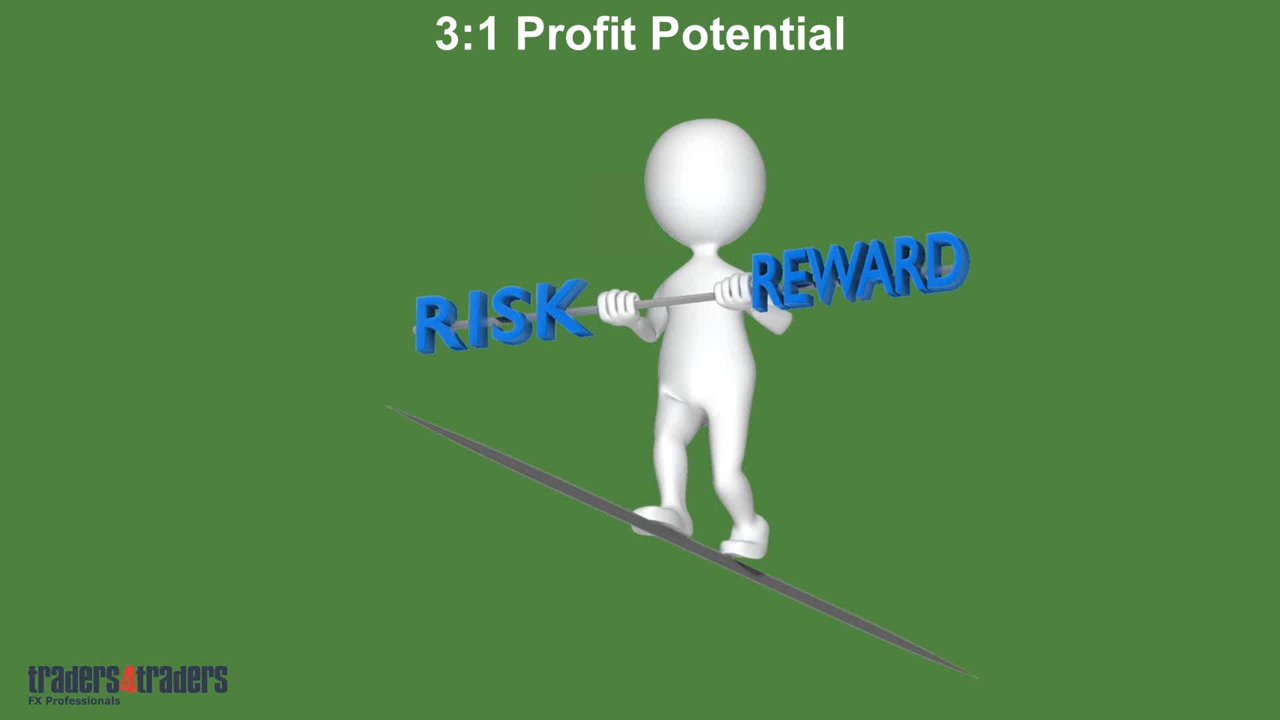 3:1 Profit Potential
RISK REWARD
traders4traders
FX Professionals